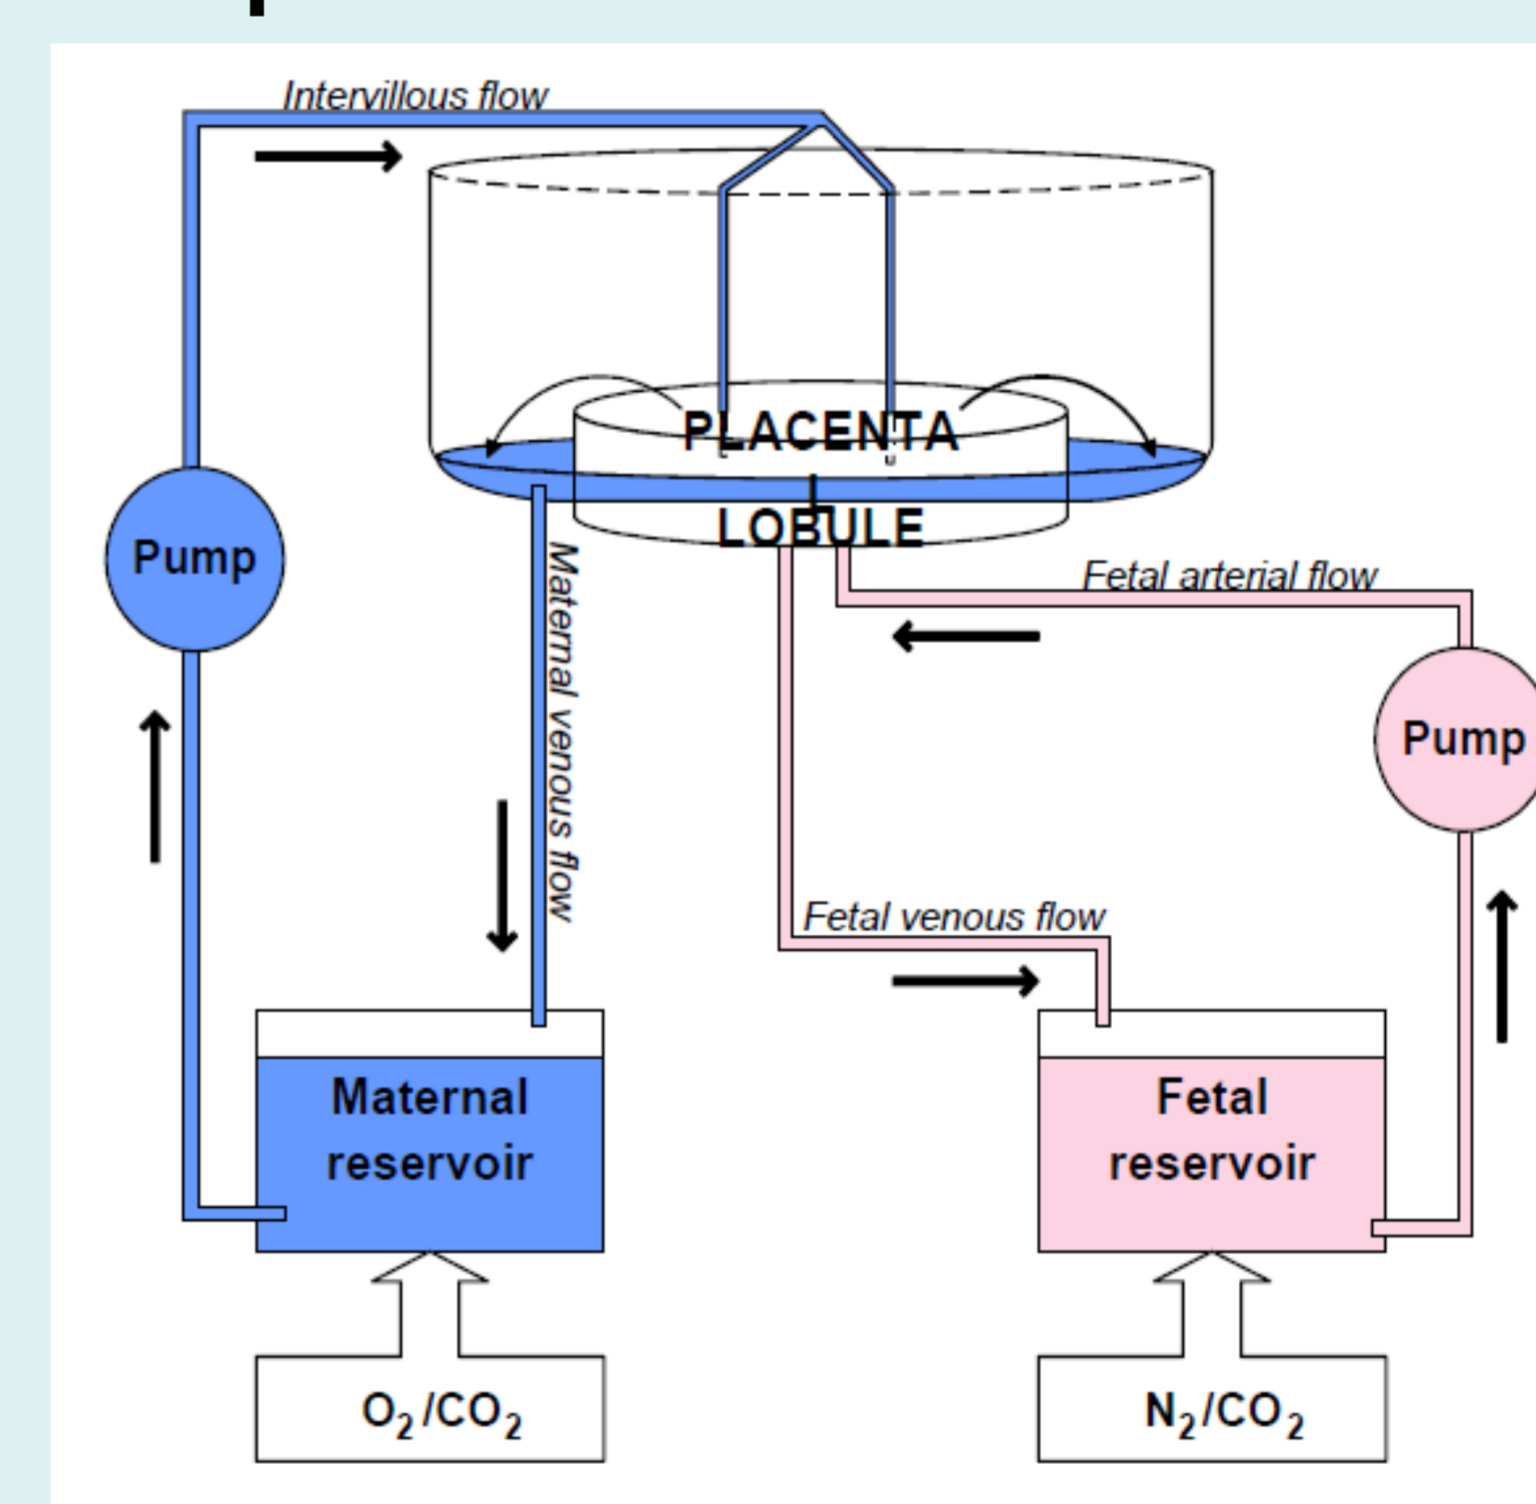 Intervillous flow
PLACENTA
L
LOBULE
Pump
Maternal venous flow
Fetal arterial flow
Pump
Fetal venous flow
Maternal
reservoir
Fetal
reservoir
O₂/CO₂
N₂/CO₂